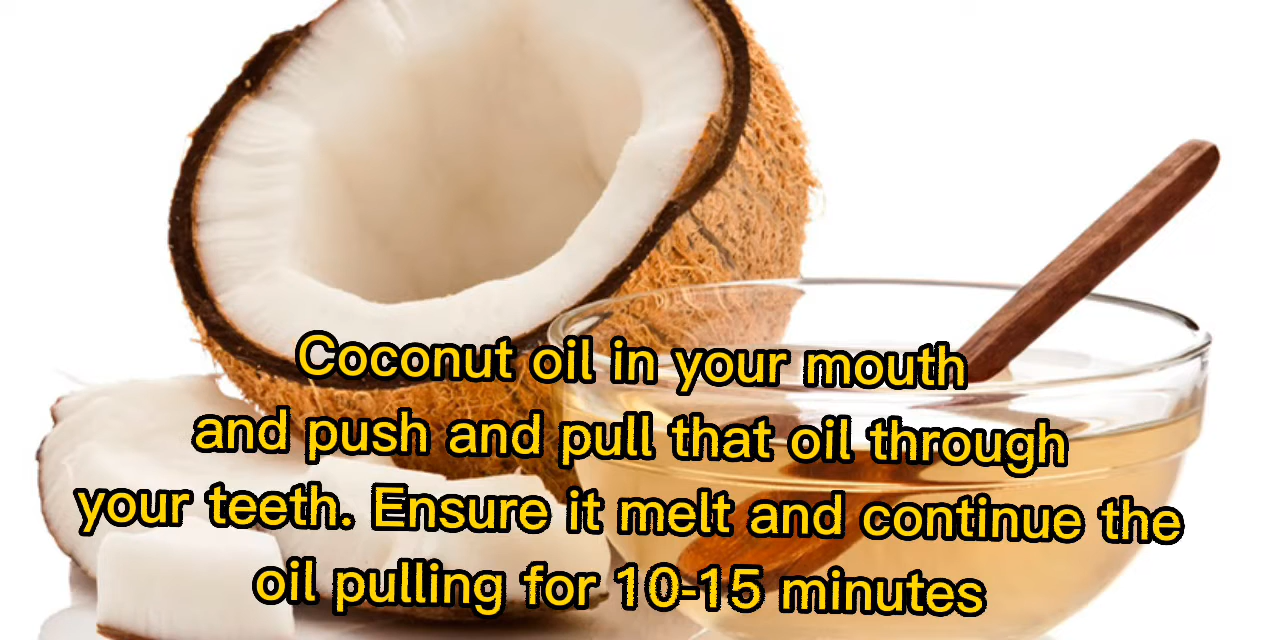 Coconut oil in your mouth
and push and pull that oil through
your teeth. Ensure it melt and continue the
oil pulling for 10-15 minutes